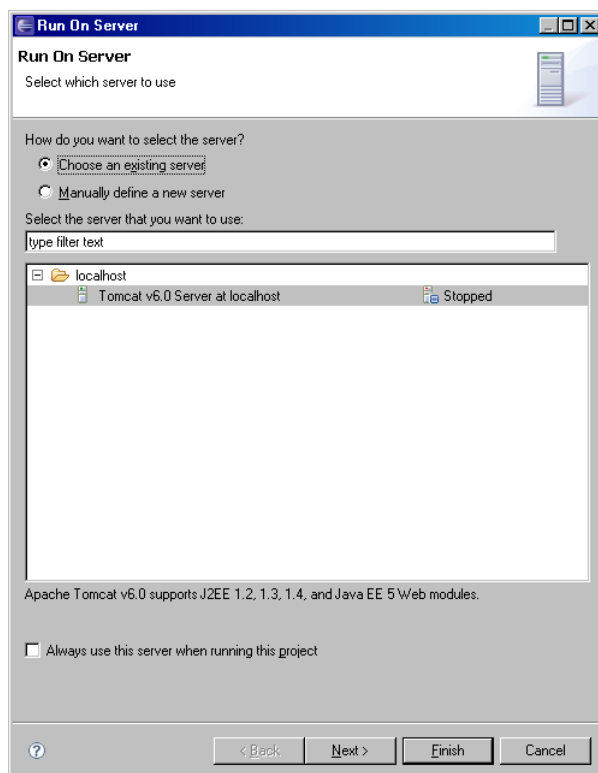 Run On Server
Run On Server
Select which server to use
How do you want to select the server?
Choose an existing server
Manually define a new server
Select the server that you want to use:
type filter text
localhost
Tomcat v6.0 Server at localhost Stopped
Apache Tomcat v6.0 supports J2EE 1.2, 1.3, 1.4, and Java EE 5 Web modules.
Always use this server when running this project
? < Back Next > Finish Cancel